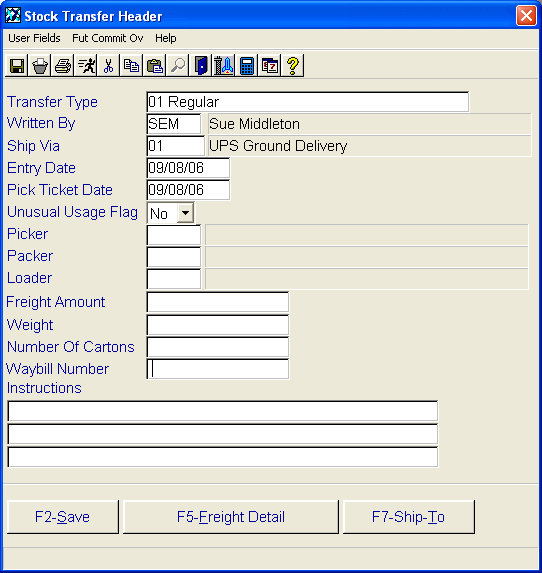 Stock Transfer Header
User Fields Fut Commit Ov Help
Transfer Type 01 Regular
Written By SEM Sue Middleton
Ship Via 01 UPS Ground Delivery
Entry Date 09/08/06
Pick Ticket Date 09/08/06
Unusual Usage Flag No
Picker
Packer
Loader
Freight Amount
Weight
Number Of Cartons
Waybill Number
Instructions
F2-Save F5-Freight Detail F7-Ship-To